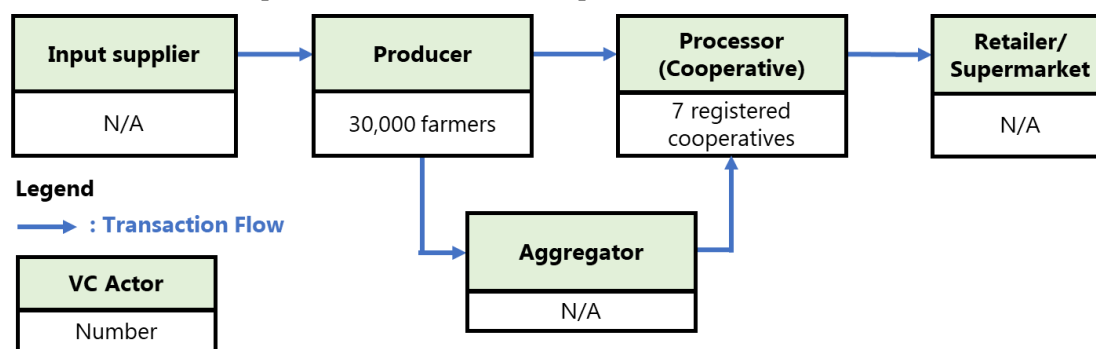 Input supplier
N/A
Producer
30,000 farmers
Processor
(Cooperative)
7 registered
cooperatives
Retailer/
Supermarket
N/A
Legend
: Transaction Flow
Aggregator
N/A
VC Actor
Number